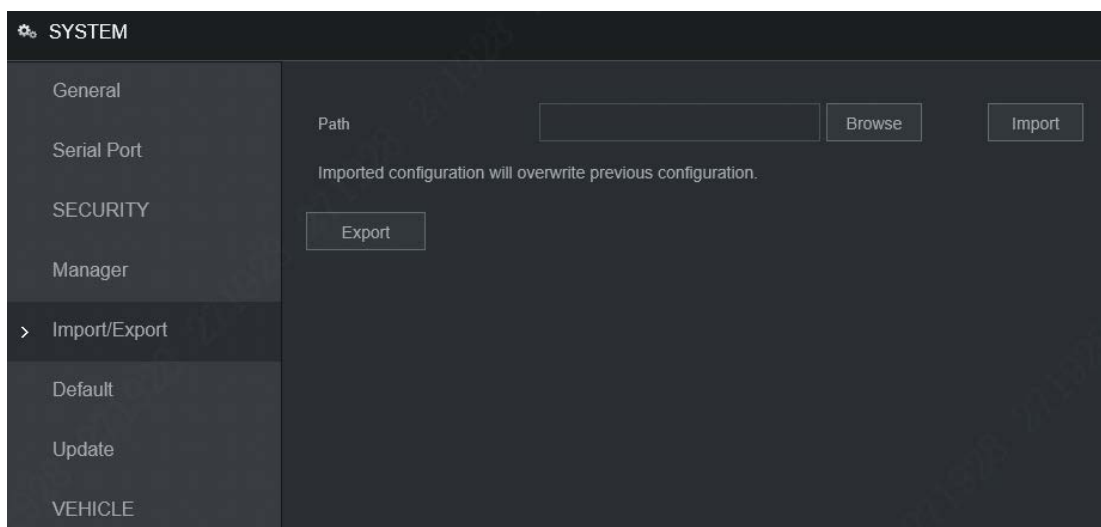 SYSTEM
General
Serial Port
SECURITY
Manager
Import/Export
Default
Update
VEHICLE
Path
Browse
Import
Imported configuration will overwrite previous configuration.
Export